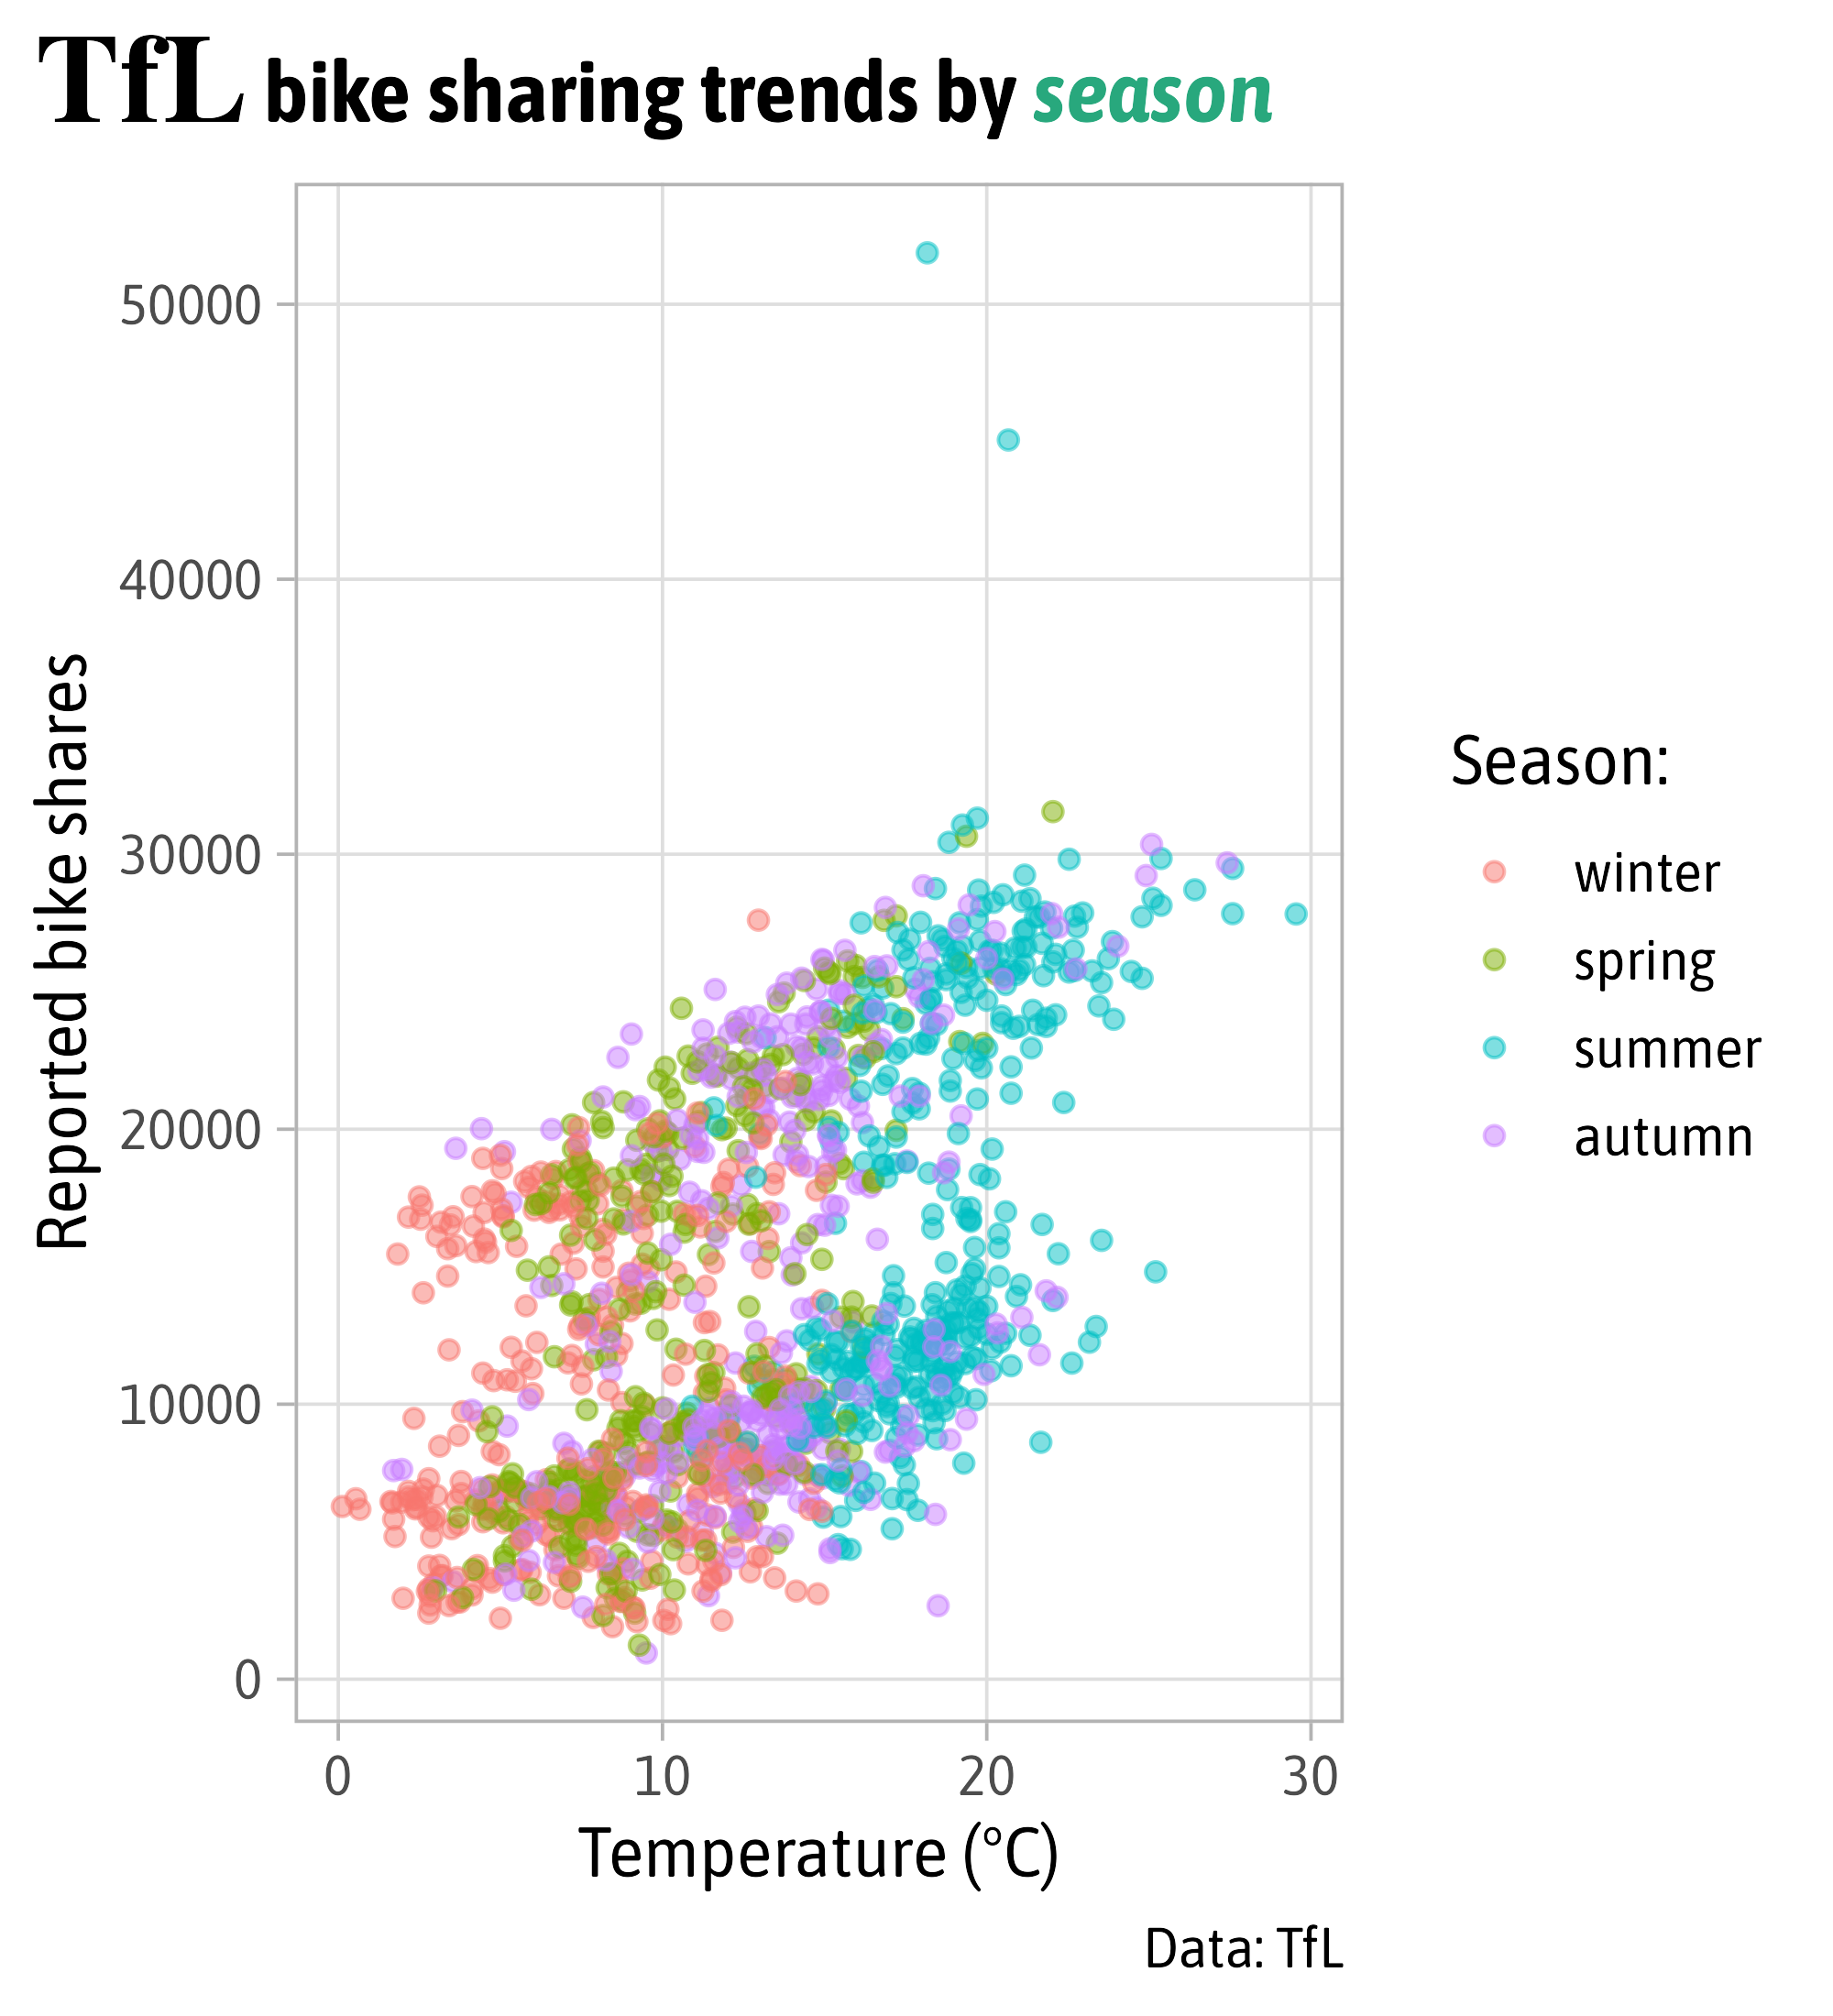 TfL bike sharing trends by season
50000
40000
30000
20000
10000
0
Reported bike shares
0 10 20 30
Temperature (°C)
Season:
winter
spring
summer
autumn
Data: TfL